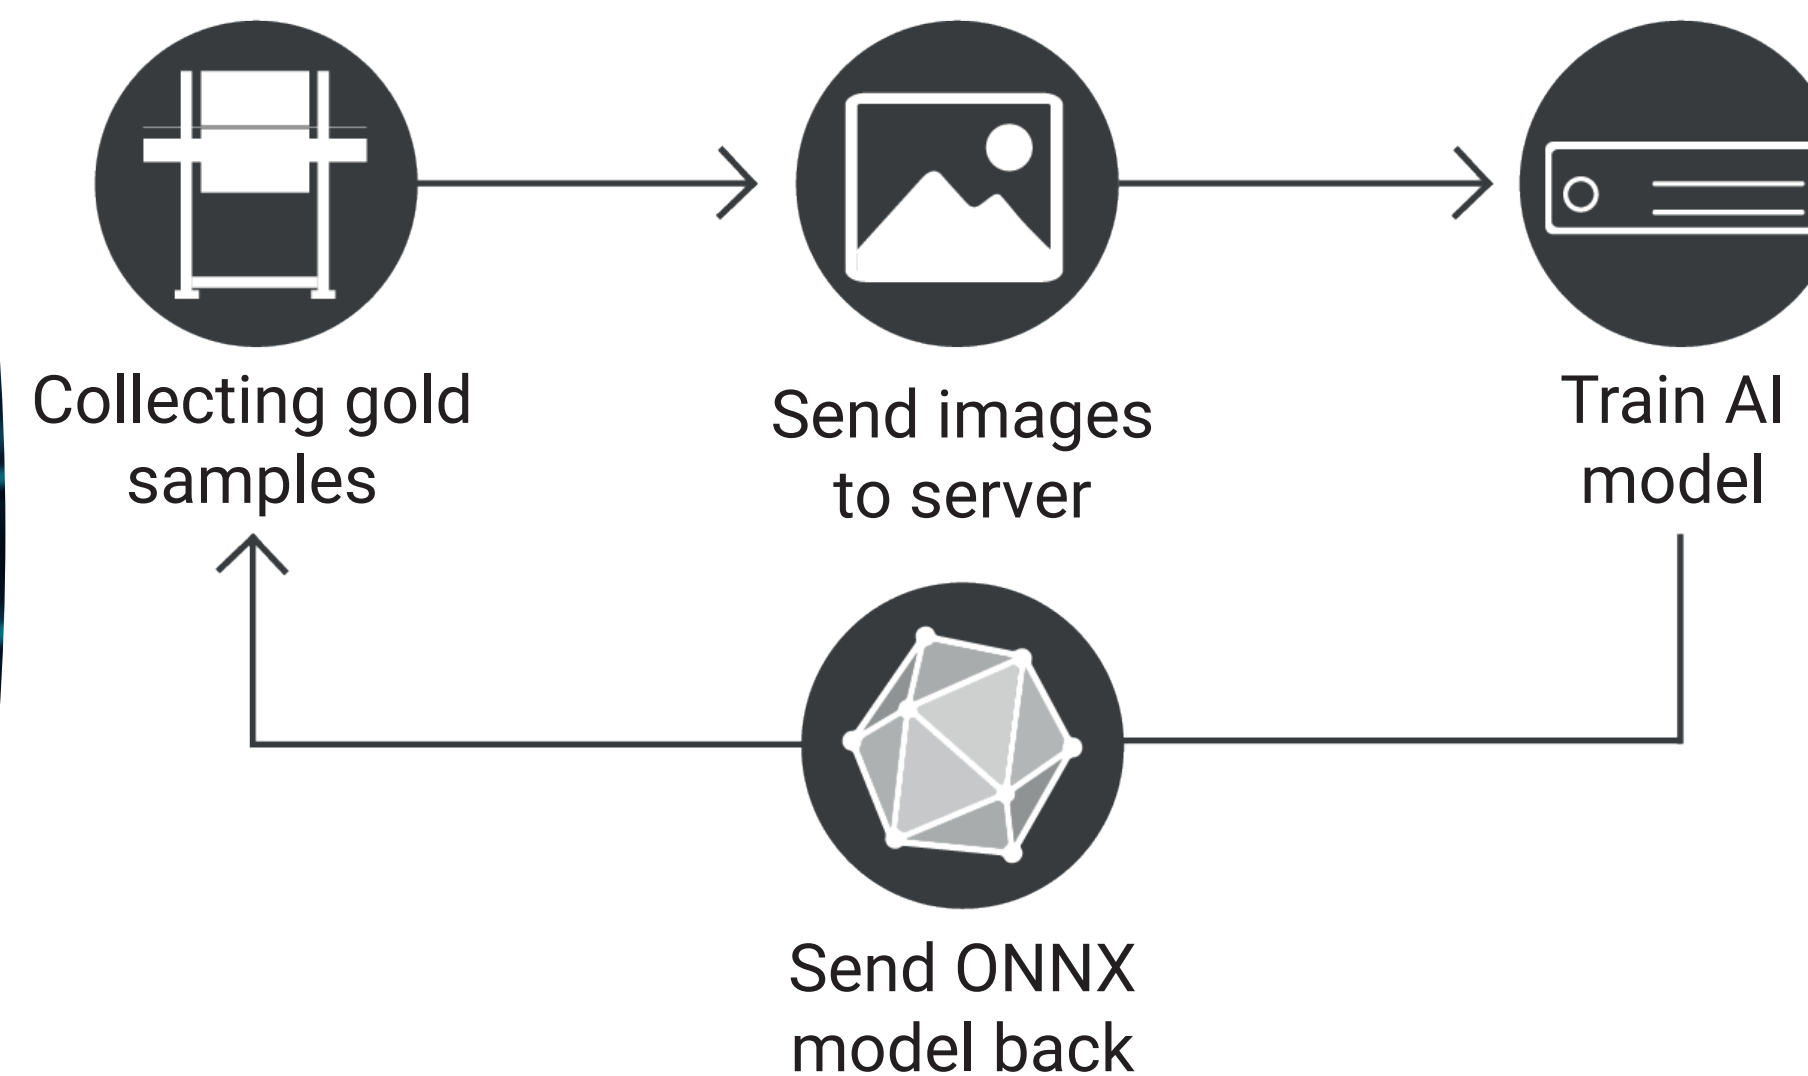 Collecting gold
samples
Send images
to server
Train AI
model
Send ONNX
model back